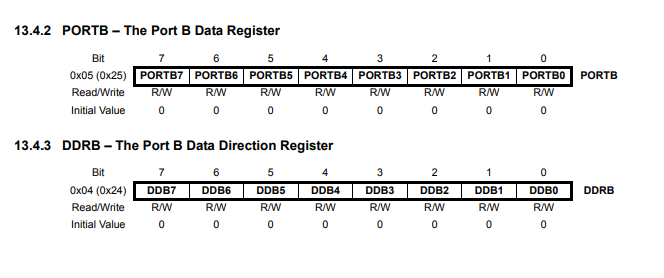 13.4.2 PORTB – The Port B Data Register
Bit 7 6 5 4 3 2 1 0
0x05 (0x25) PORTB7 PORTB6 PORTB5 PORTB4 PORTB3 PORTB2 PORTB1 PORTB0 PORTB
Read/Write R/W R/W R/W R/W R/W R/W R/W R/W
Initial Value 0 0 0 0 0 0 0 0
13.4.3 DDRB – The Port B Data Direction Register
Bit 7 6 5 4 3 2 1 0
0x04 (0x24) DDB7 DDB6 DDB5 DDB4 DDB3 DDB2 DDB1 DDB0 DDRB
Read/Write R/W R/W R/W R/W R/W R/W R/W R/W
Initial Value 0 0 0 0 0 0 0 0